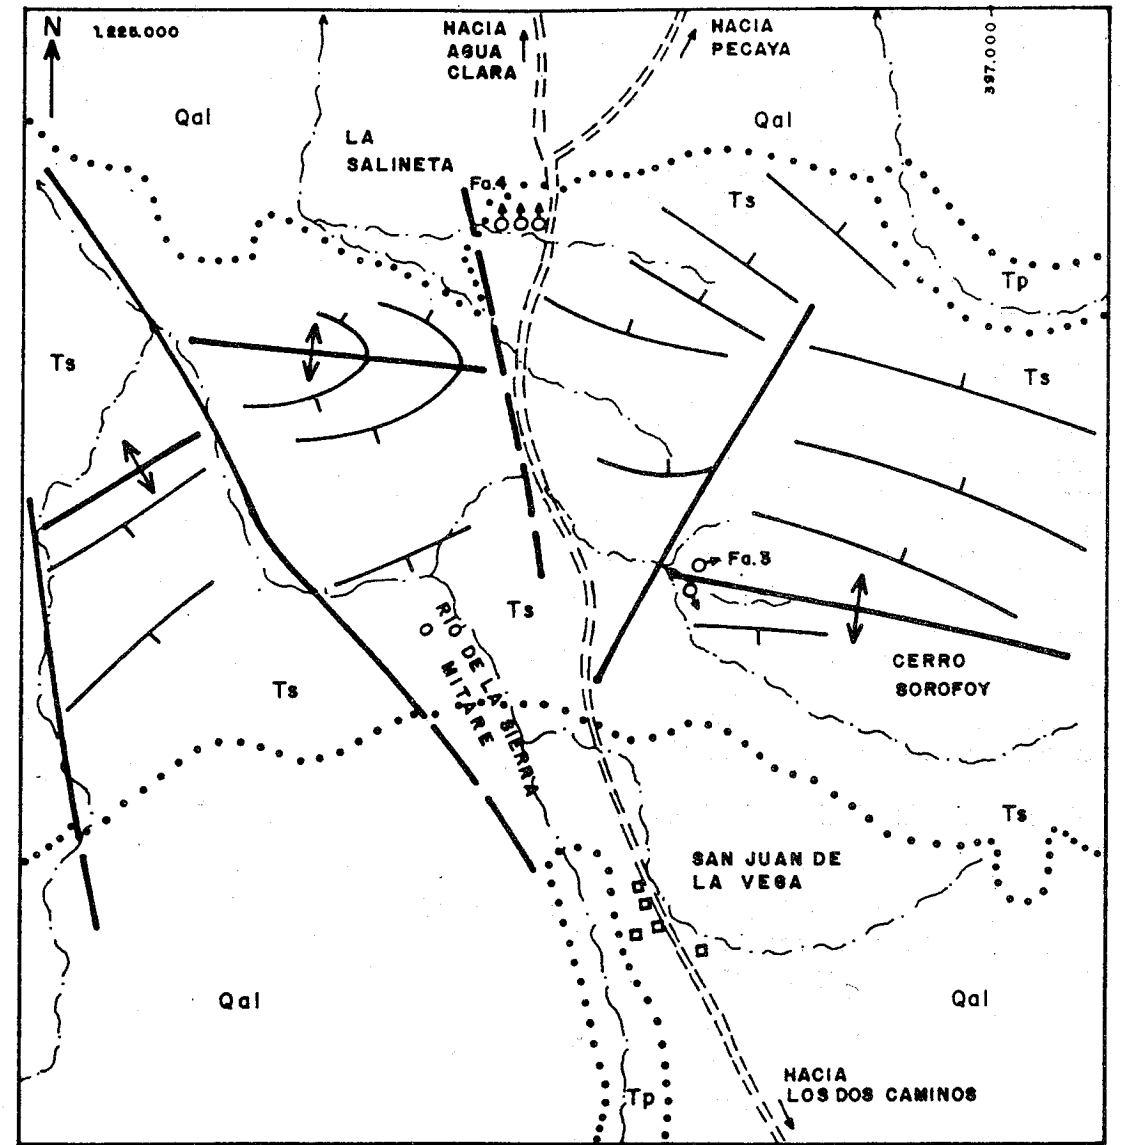 N
1.225.000
HACIA
AGUA
CLARA
HACIA
PECAYA
397.000
Qal
LA
SALINETA
Qal
Fa.4
Ts
Tp
Ts
Ts
Fa.3
Ts
RIO DE LA SIERRA
MITARE
CERRO
SOROFOY
Ts
Ts
SAN JUAN DE
LA VEGA
Qal
Qal
HACIA
LOS DOS CAMINOS
Tp